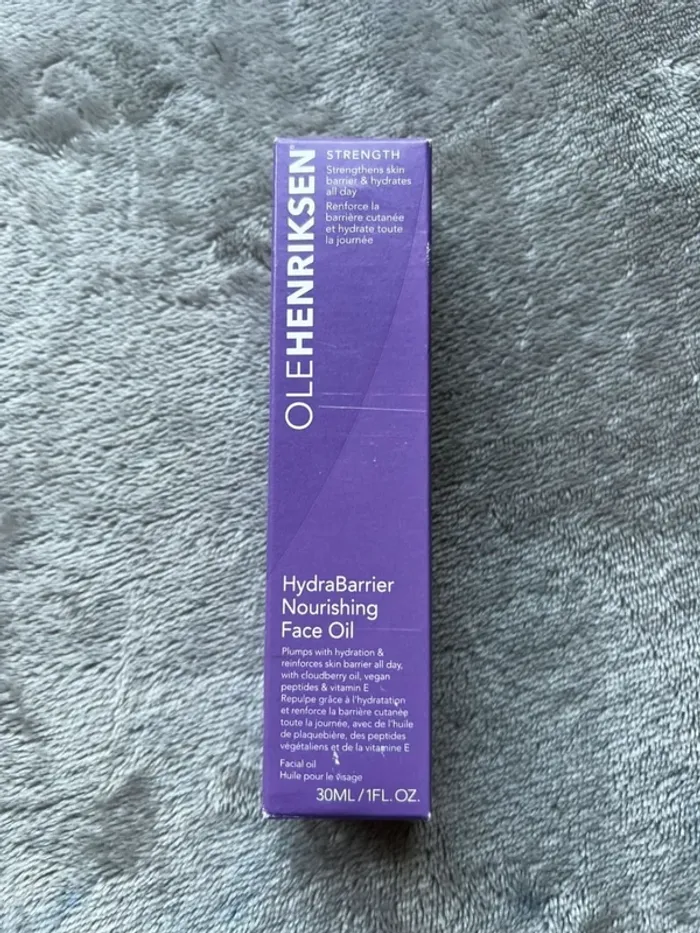 OLEHENRIKSEN®
STRENGTH
Strengthens skin
barrier & hydrates
all day
Renforce la
barrière cutanée
et hydrate toute
la journée
HydraBarrier
Nourishing
Face Oil
Plumps with hydration &
reinforces skin barrier all day,
with cloudberry oil, vegan
peptides & vitamin E
Repulpe grâce à l'hydratation
et renforce la barrière cutanée
toute la journée, avec de l'huile
de plaquebière, des peptides
végétaliens et de la vitamine E
Facial oil
Huile pour le visage
30ML / 1FL. OZ.